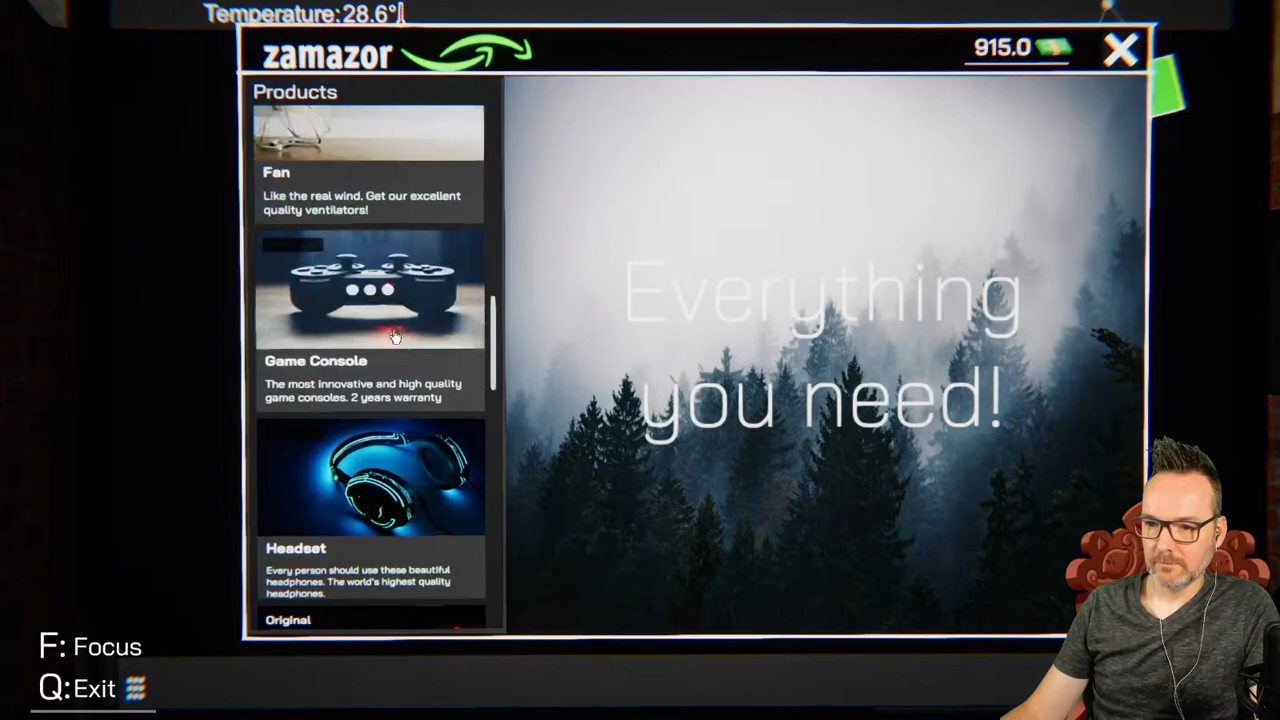 Temperature: 28.6°
zamazor
915.0
Products
Fan
Like the real wind. Get our excellent
quality ventilators!
Game Console
The most innovative and high quality
game consoles. 2 years warranty
Headset
Every person should use these beautiful
headphones. The world's highest quality
headphones.
Original
Everything
you need!
F: Focus
Q: Exit